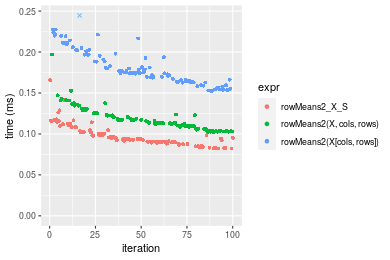 0.25
0.20
0.15
0.10
0.05
0.00
time (ms)
0
25
50
75
100
iteration
expr
rowMeans2_X_S
rowMeans2(X, cols, rows)
rowMeans2(X[cols, rows])